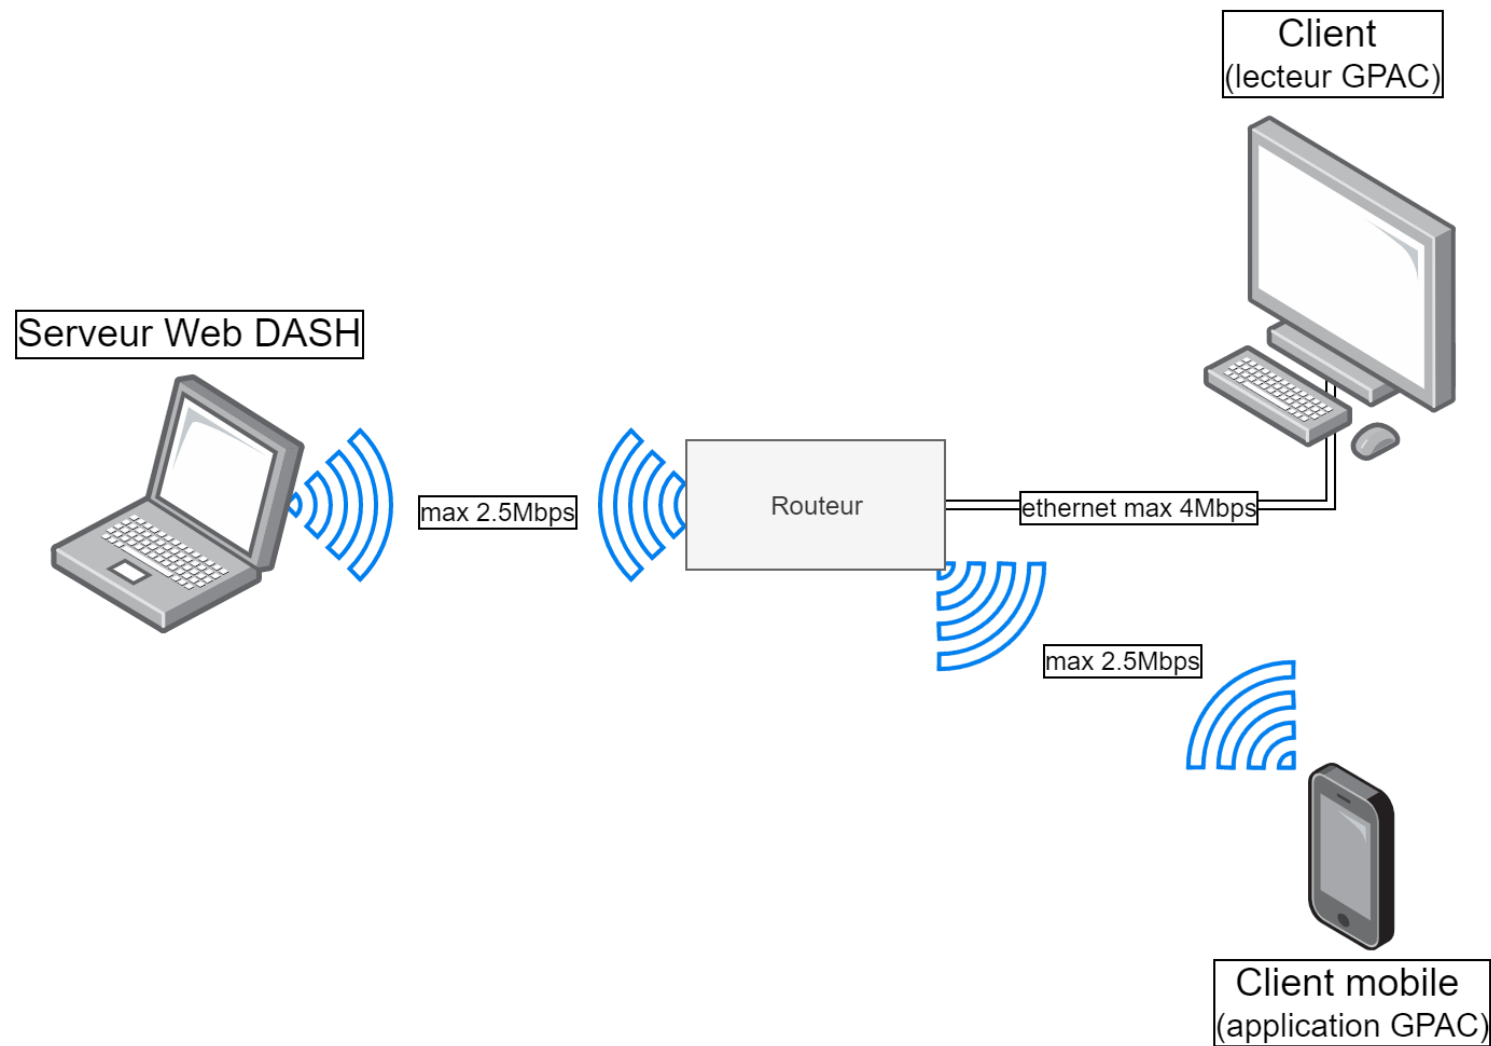 Client
(lecteur GPAC)
Serveur Web DASH
max 2.5Mbps
Routeur
ethernet max 4Mbps
max 2.5Mbps
Client mobile
(application GPAC)